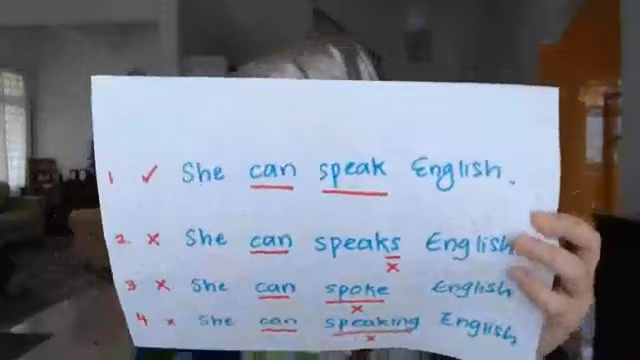 1 ✓ She can speak English.
2. x She can speaks English
x
3 x She can spoke English
x
4 x She can speaking English,
x